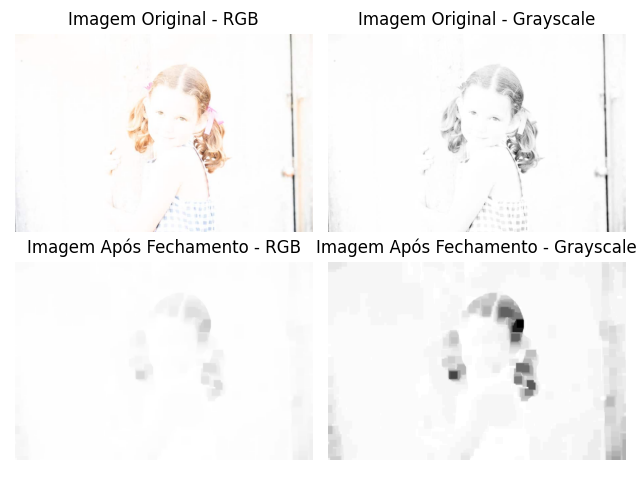 Imagem Original - RGB
Imagem Original - Grayscale
Imagem Após Fechamento - RGB
Imagem Após Fechamento - Grayscale